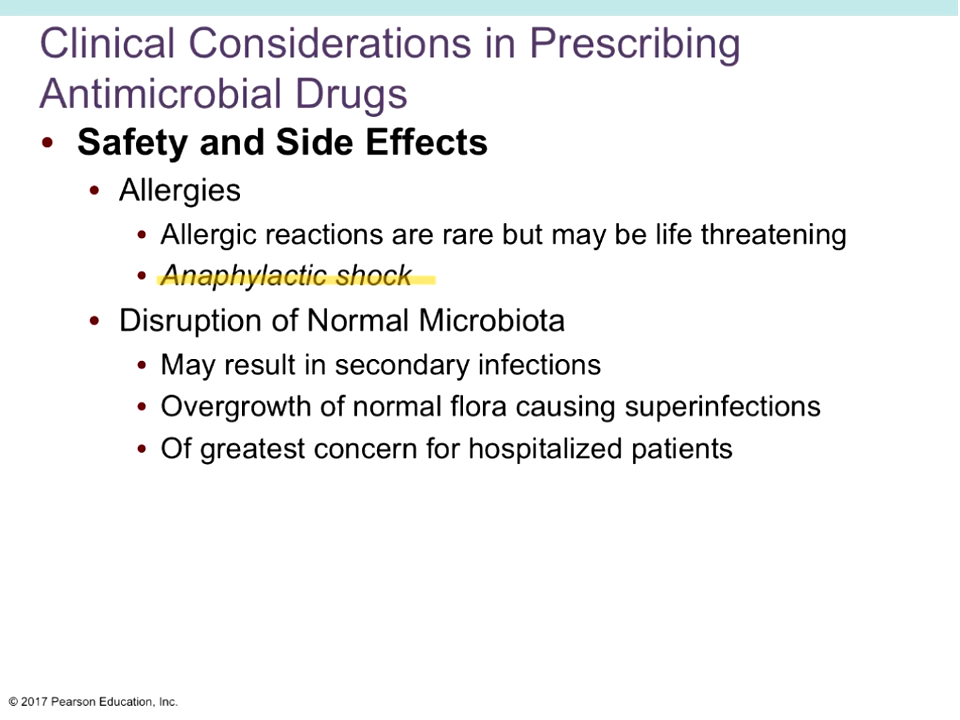 Clinical Considerations in Prescribing
Antimicrobial Drugs
• Safety and Side Effects
• Allergies
• Allergic reactions are rare but may be life threatening
• Anaphylactic shock
• Disruption of Normal Microbiota
• May result in secondary infections
• Overgrowth of normal flora causing superinfections
• Of greatest concern for hospitalized patients
© 2017 Pearson Education, Inc.